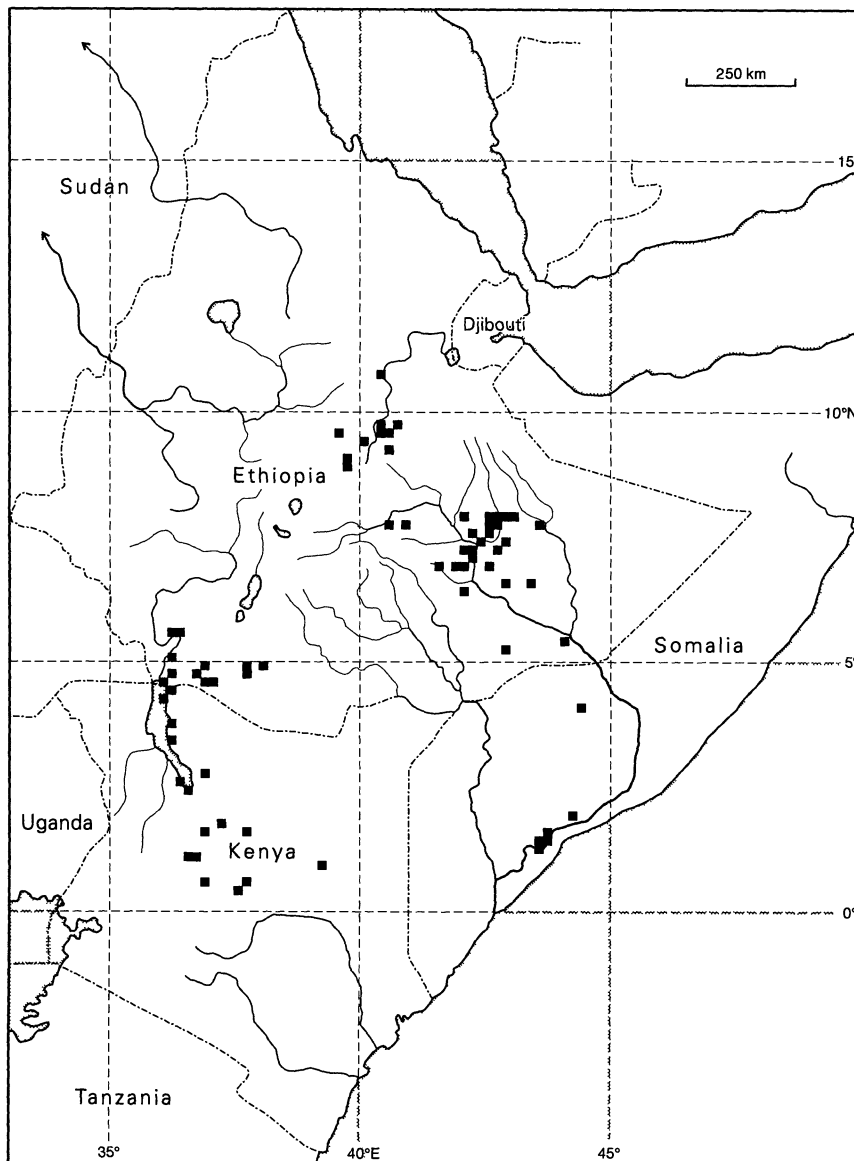 250 km
15
Sudan
Djibouti
10°N
Ethiopia
Somalia
5°
Uganda
Kenya
0°
Tanzania
35°
40°E
45°